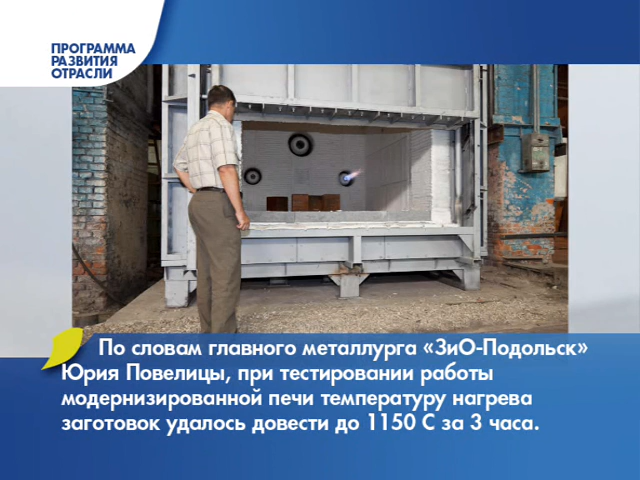 ПРОГРАММА
РАЗВИТИЯ
ОТРАСЛИ
По словам главного металлурга «ЗиО-Подольск»
Юрия Повелицы, при тестировании работы
модернизированной печи температуру нагрева
заготовок удалось довести до 1150 С за 3 часа.